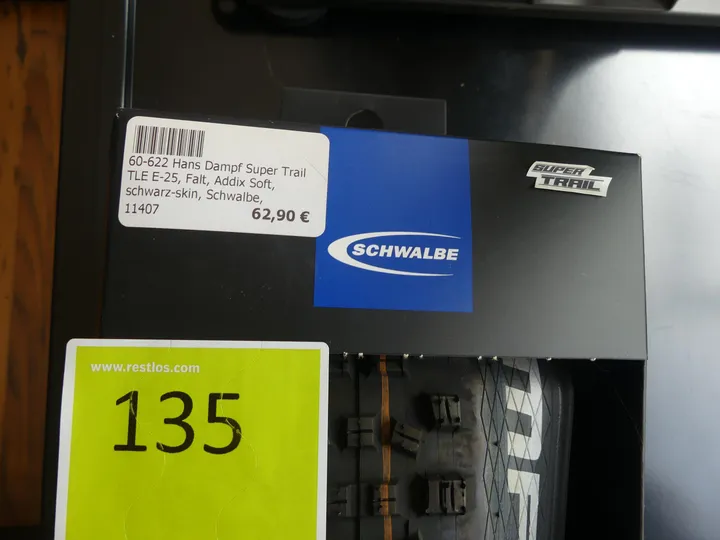 60-622 Hans Dampf Super Trail
TLE E-25, Falt, Addix Soft,
schwarz-skin, Schwalbe,
11407 62,90 €
SUPER
TRAIL
SCHWALBE
www.restlos.com
135